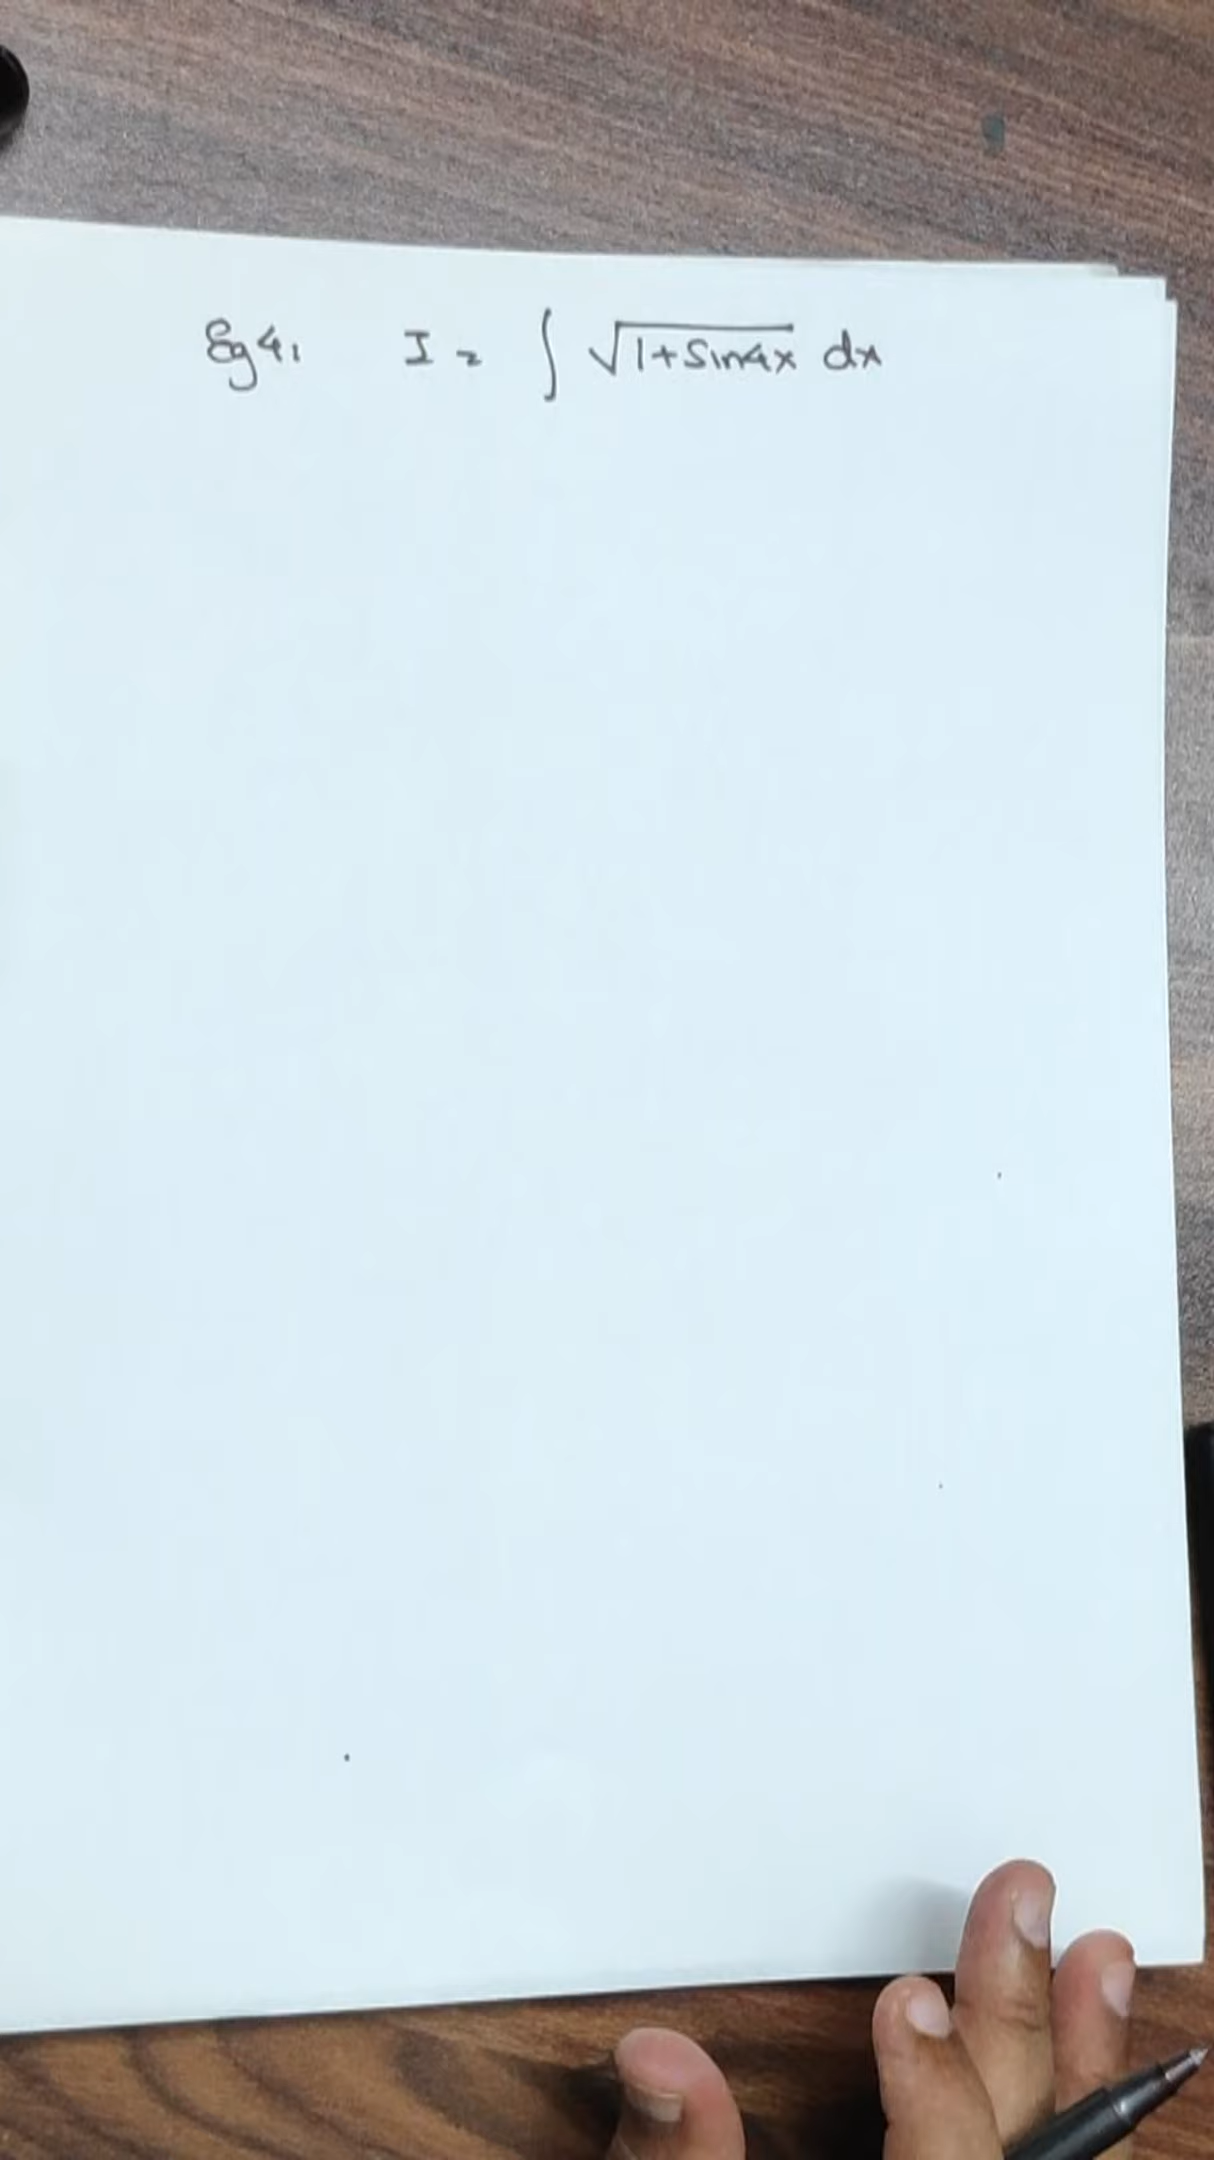 Eg 4, I = ∫ √(1+Sin4x) dx